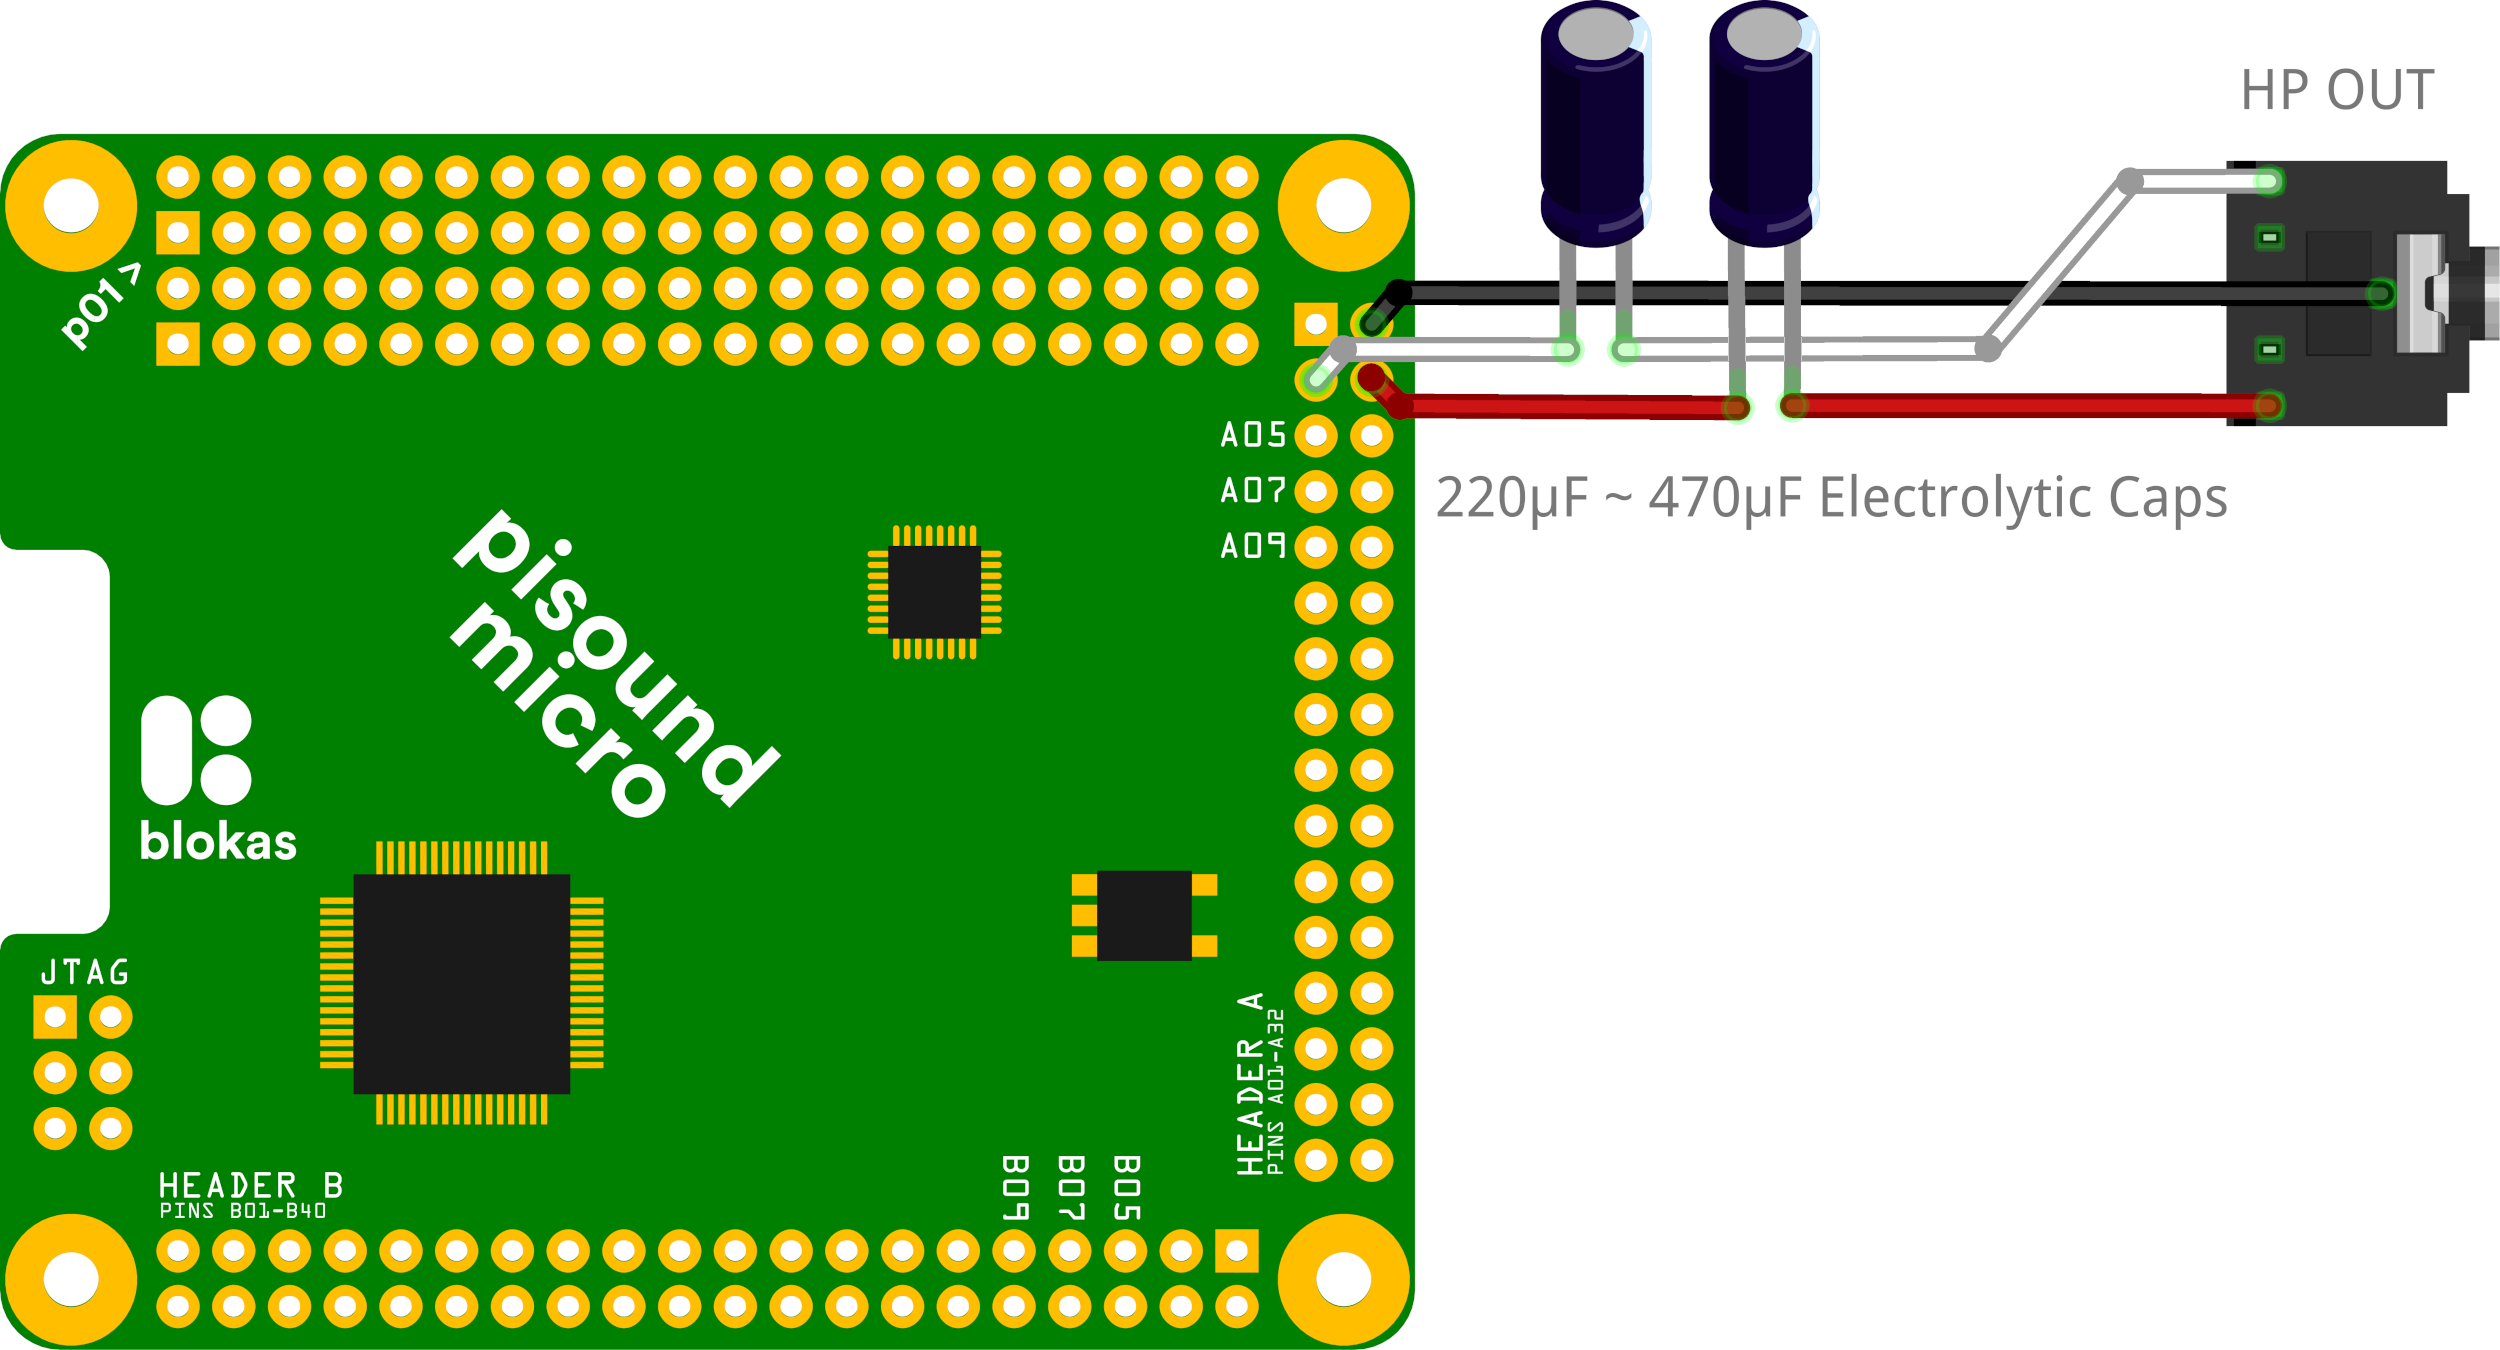 HP OUT
por V
A05
A07
A09
220µF ~ 470µF Electrolytic Caps
pisound
micro
blokas
JTAG
HEADER A
PINS A01-A32
HEADER B
PINS B01-B40
B09
B07
B05